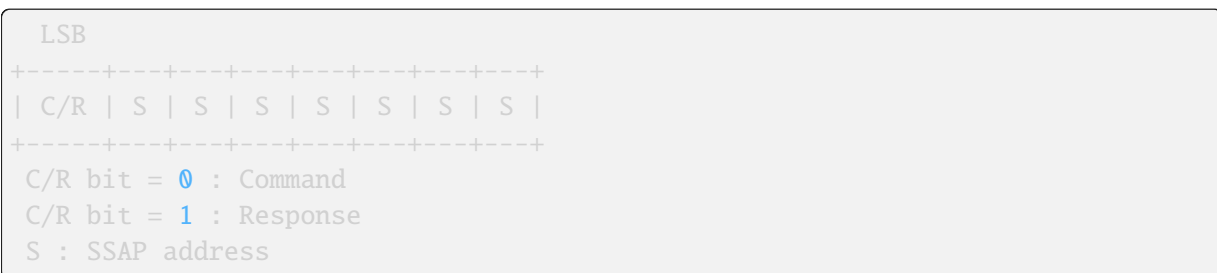 LSB
+-----+---+---+---+---+---+---+---+
| C/R | S | S | S | S | S | S | S |
+-----+---+---+---+---+---+---+---+
 C/R bit = 0 : Command
 C/R bit = 1 : Response
 S : SSAP address